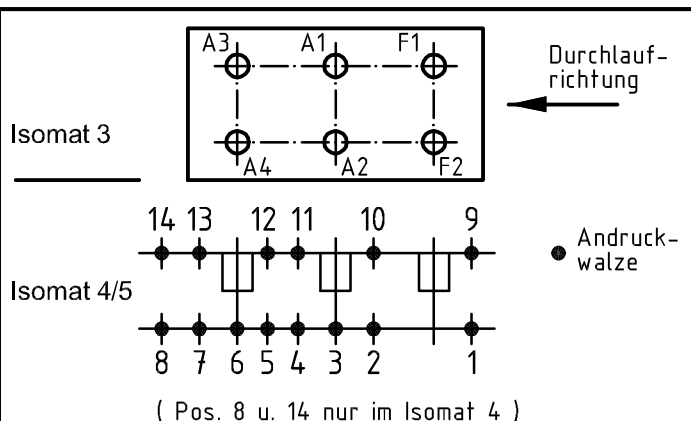 A3 A1 F1
Durchlauf-
richtung
Isomat 3
A4 A2 F2
14 13 12 11 10 9
Andruck-
walze
Isomat 4/5
8 7 6 5 4 3 2 1
( Pos. 8 u. 14 nur im Isomat 4 )